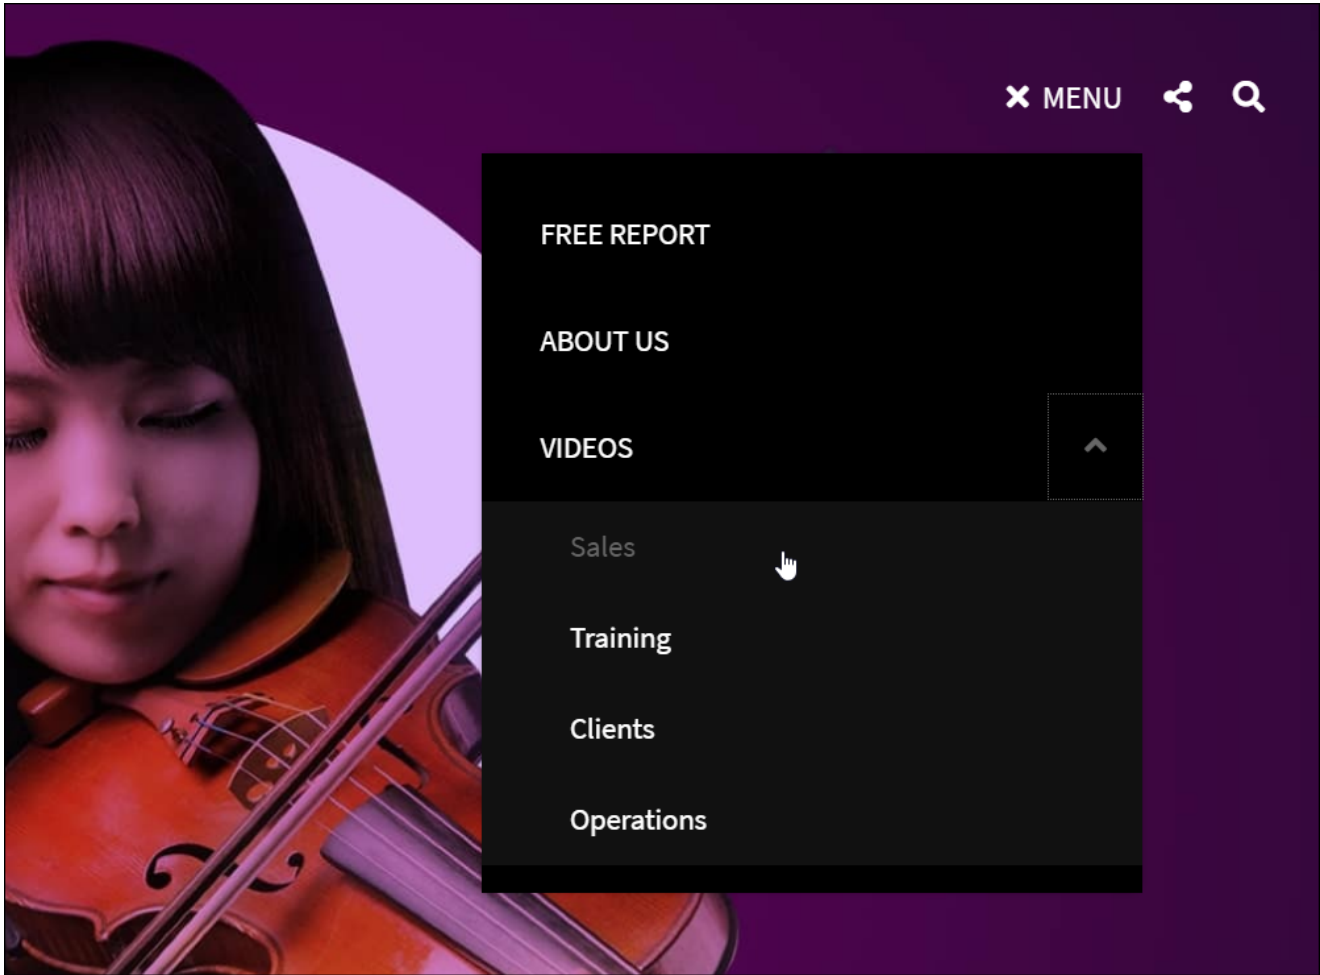 MENU
FREE REPORT
ABOUT US
VIDEOS
Sales
Training
Clients
Operations